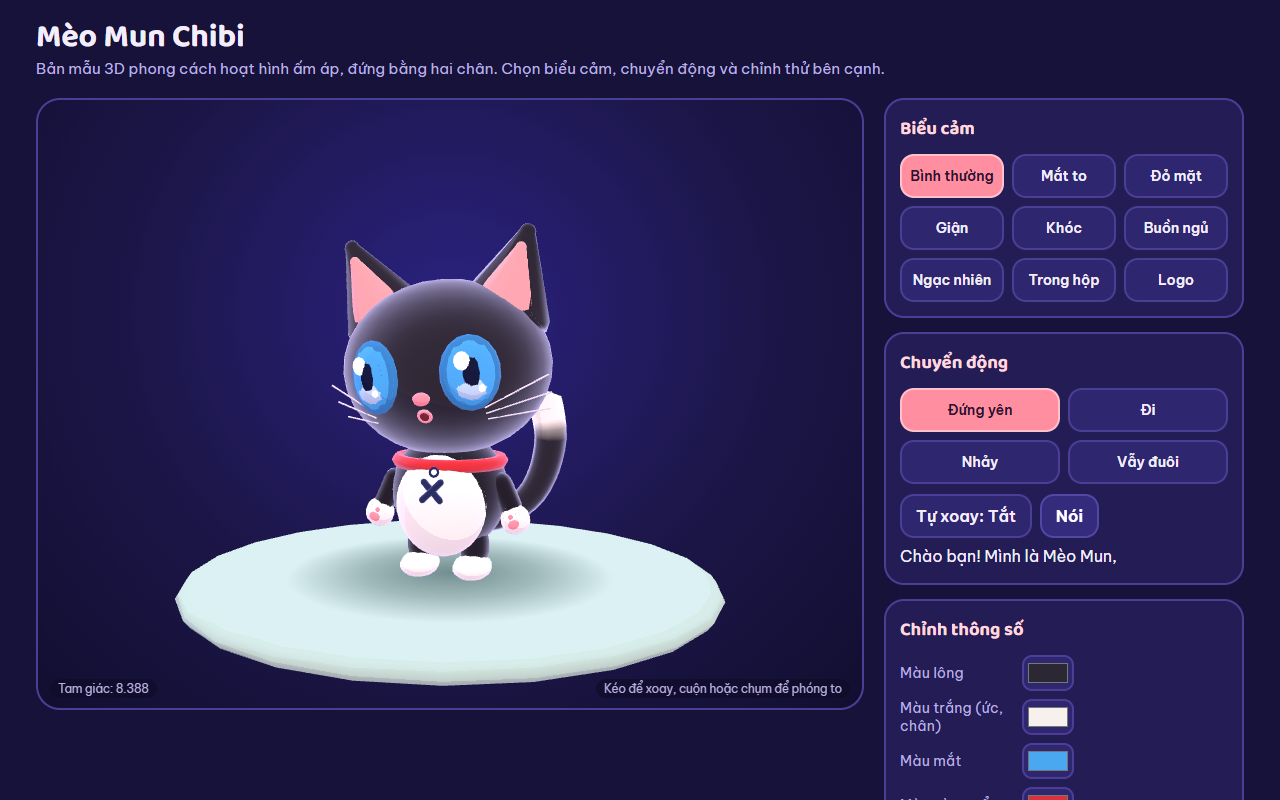 Mèo Mun Chibi
Bản mẫu 3D phong cách hoạt hình ấm áp, đứng bằng hai chân. Chọn biểu cảm, chuyển động và chỉnh thử bên cạnh.
Tam giác: 8.388
Kéo để xoay, cuộn hoặc chụm để phóng to
Biểu cảm
Bình thường
Mắt to
Đỏ mặt
Giận
Khóc
Buồn ngủ
Ngạc nhiên
Trong hộp
Logo
Chuyển động
Đứng yên
Đi
Nhảy
Vẫy đuôi
Tự xoay: Tắt
Nói
Chào bạn! Mình là Mèo Mun,
Chỉnh thông số
Màu lông
Màu trắng (ức,
chân)
Màu mắt